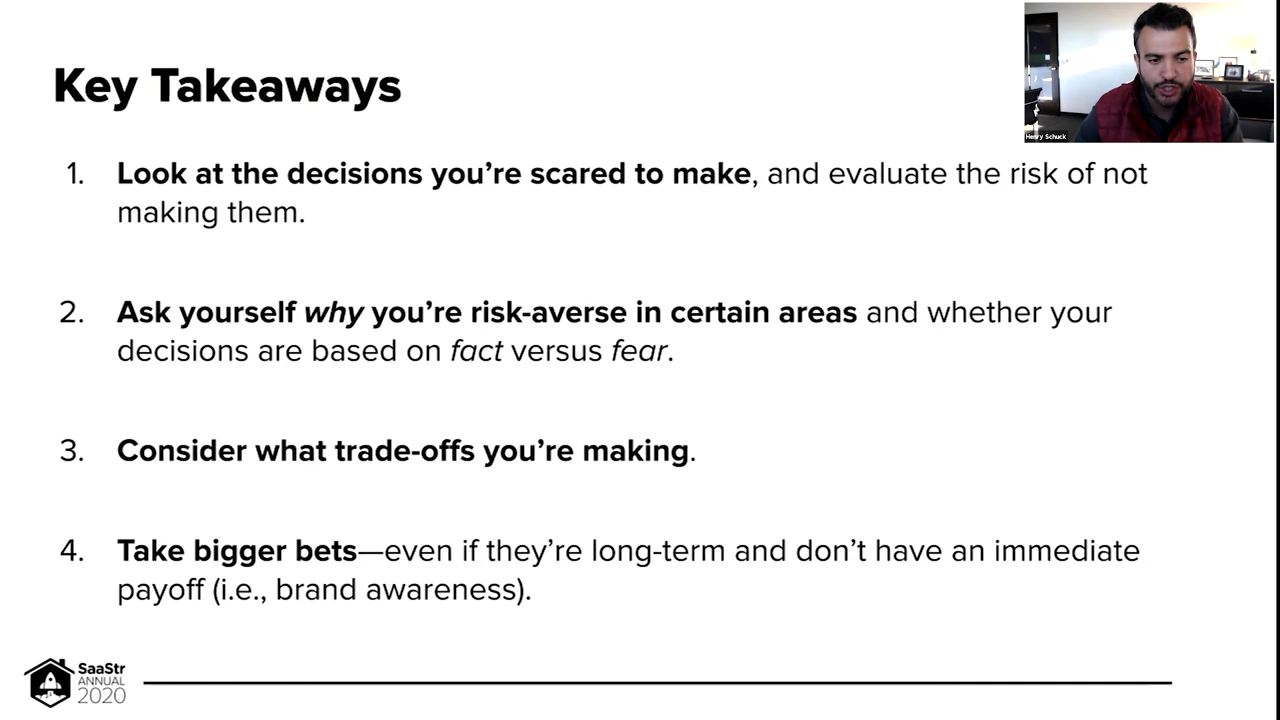 Key Takeaways
Henry Schuck
1. Look at the decisions you’re scared to make, and evaluate the risk of not
making them.
2. Ask yourself why you’re risk-averse in certain areas and whether your
decisions are based on fact versus fear.
3. Consider what trade-offs you’re making.
4. Take bigger bets—even if they’re long-term and don’t have an immediate
payoff (i.e., brand awareness).
SaaStr
ANNUAL
2020